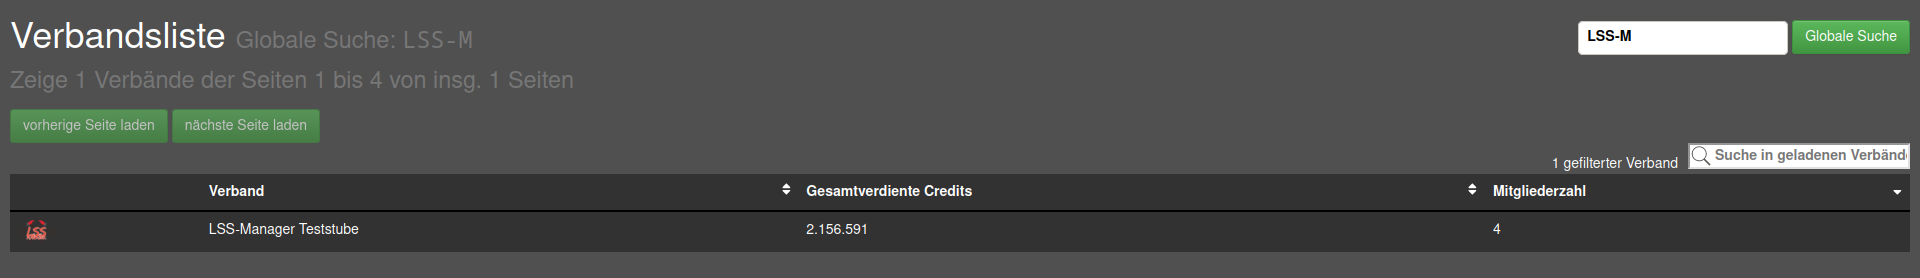 Verbandsliste Globale Suche: LSS-M
LSS-M
Globale Suche
Zeige 1 Verbände der Seiten 1 bis 4 von insg. 1 Seiten
vorherige Seite laden
nächste Seite laden
1 gefilterter Verband
Suche in geladenen Verbänd
Verband Gesamtverdiente Credits Mitgliederzahl
LSS
LSS-Manager Teststube 2.156.591 4